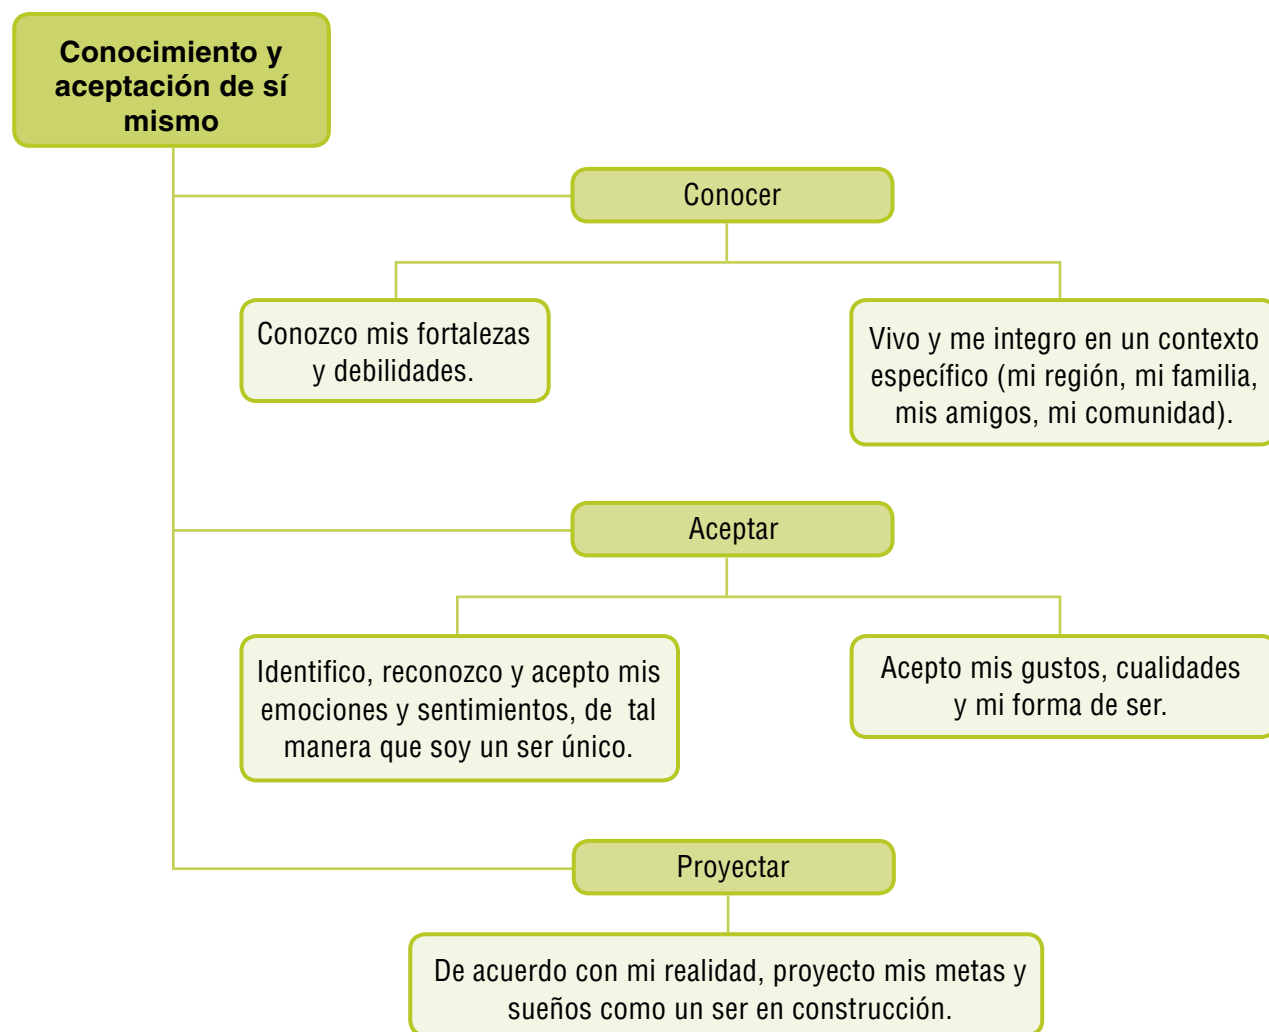 Conocimiento y
aceptación de sí
mismo
Conocer
Conozco mis fortalezas
y debilidades.
Vivo y me integro en un contexto
específico (mi región, mi familia,
mis amigos, mi comunidad).
Aceptar
Identifico, reconozco y acepto mis
emociones y sentimientos, de tal
manera que soy un ser único.
Acepto mis gustos, cualidades
y mi forma de ser.
Proyectar
De acuerdo con mi realidad, proyecto mis metas y
sueños como un ser en construcción.